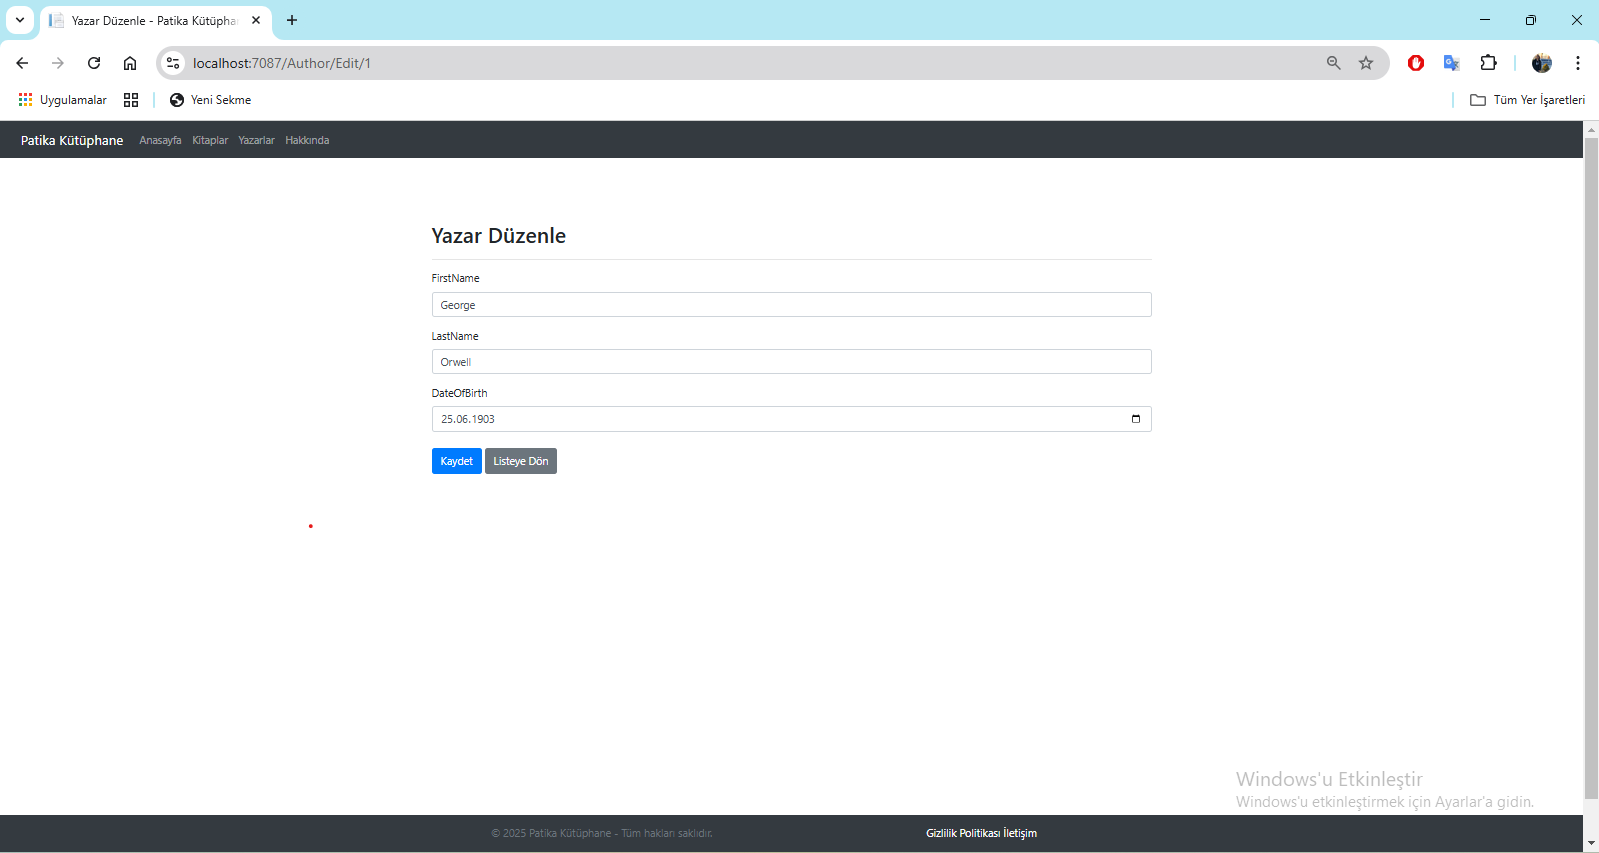 Yazar Düzenle - Patika Kütüpha
localhost:7087/Author/Edit/1
Uygulamalar Yeni Sekme Tüm Yer İşaretleri
Patika Kütüphane Anasayfa Kitaplar Yazarlar Hakkında
Yazar Düzenle
FirstName
George
LastName
Orwell
DateOfBirth
25.06.1903
Kaydet Listeye Dön
Windows'u Etkinleştir
Windows'u etkinleştirmek için Ayarlar'a gidin.
© 2025 Patika Kütüphane - Tüm hakları saklıdır. Gizlilik Politikası İletişim